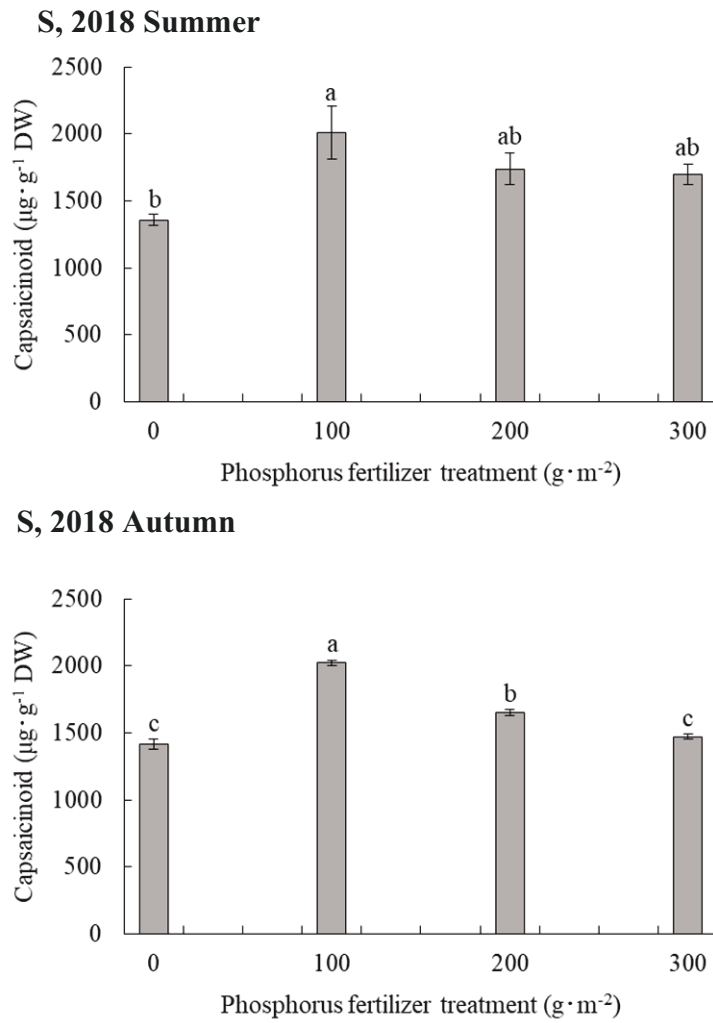 S, 2018 Summer
2500
2000
1500
1000
500
0
Capsaicinoid (μg·g⁻¹ DW)
b
a
ab
ab
0 100 200 300
Phosphorus fertilizer treatment (g·m⁻²)
S, 2018 Autumn
2500
2000
1500
1000
500
0
Capsaicinoid (μg·g⁻¹ DW)
c
a
b
c
0 100 200 300
Phosphorus fertilizer treatment (g·m⁻²)